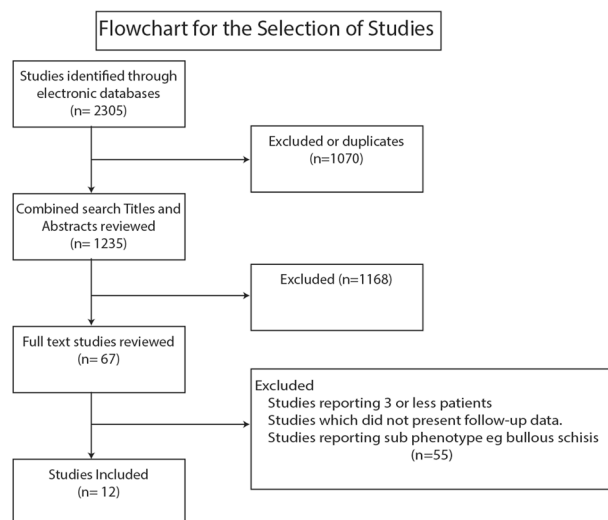 Flowchart for the Selection of Studies
Studies identified through
electronic databases
(n= 2305)
Excluded or duplicates
(n=1070)
Combined search Titles and
Abstracts reviewed
(n= 1235)
Excluded (n=1168)
Full text studies reviewed
(n= 67)
Excluded
Studies reporting 3 or less patients
Studies which did not present follow-up data.
Studies reporting sub phenotype eg bullous schisis
(n=55)
Studies Included
(n= 12)